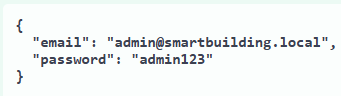 {
  "email": "admin@smartbuilding.local",
  "password": "admin123"
}